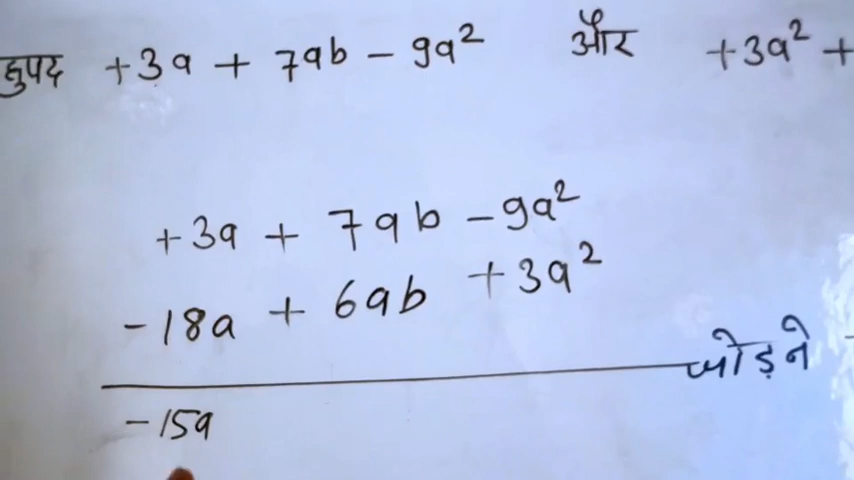 +3a + 7ab - 9a² और +3a² +
+3a + 7ab - 9a²
-18a + 6ab +3a²
जोड़ने
-15a